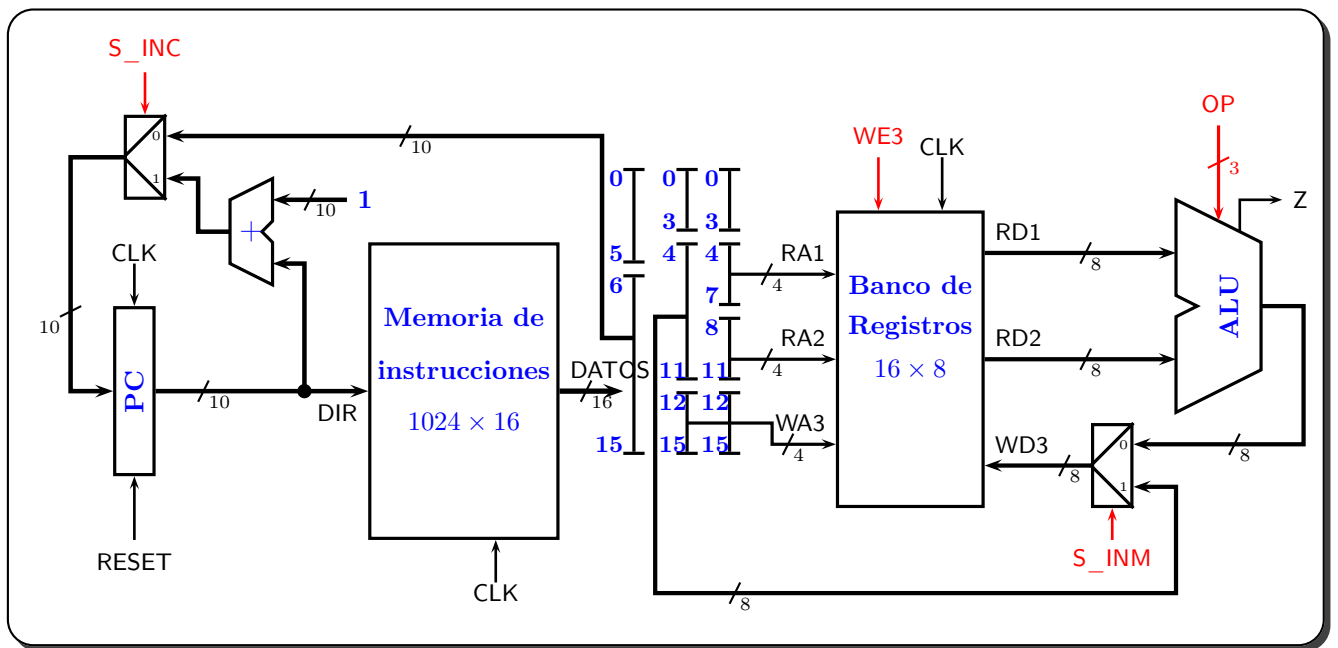 S_INC
OP
WE3
CLK
3
0
10
Z
1
0 0 0
1
10
3 3
+
RD1
8
CLK
5 4 4
RA1
4
6
7
Banco de
Registros
16 × 8
ALU
10
Memoria de
instrucciones
1024 × 16
8
RA2
4
RD2
8
PC
10
DIR
DATOS
16
11 11
12 12
WA3
4
15 15 15
WD3
8
0
8
1
RESET
CLK
S_INM
8